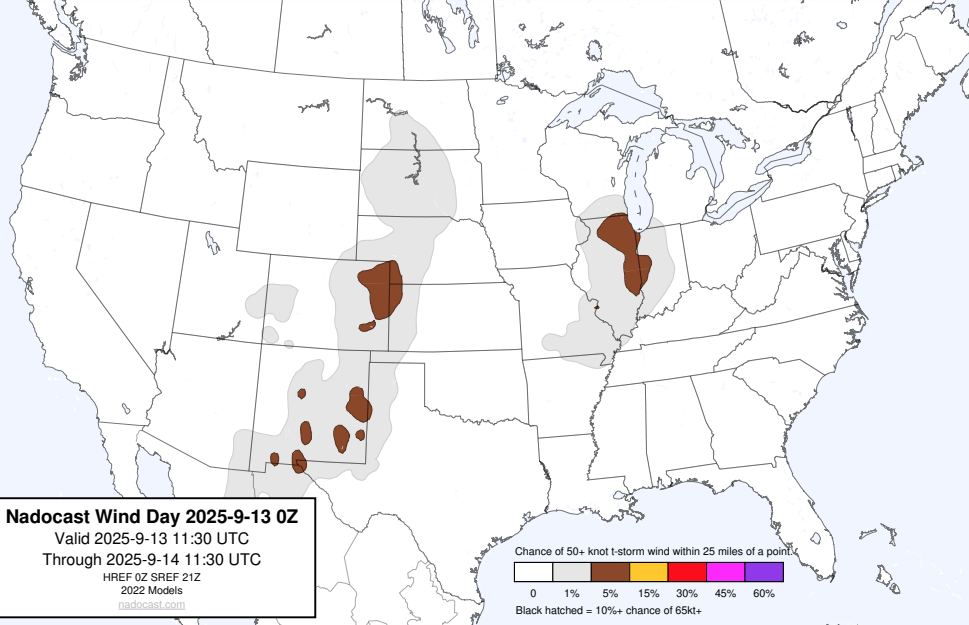 Nadocast Wind Day 2025-9-13 0Z
Valid 2025-9-13 11:30 UTC
Through 2025-9-14 11:30 UTC
HREF 0Z SREF 21Z
2022 Models
nadocast.com
Chance of 50+ knot t-storm wind within 25 miles of a point.
0 1% 5% 15% 30% 45% 60%
Black hatched = 10%+ chance of 65kt+